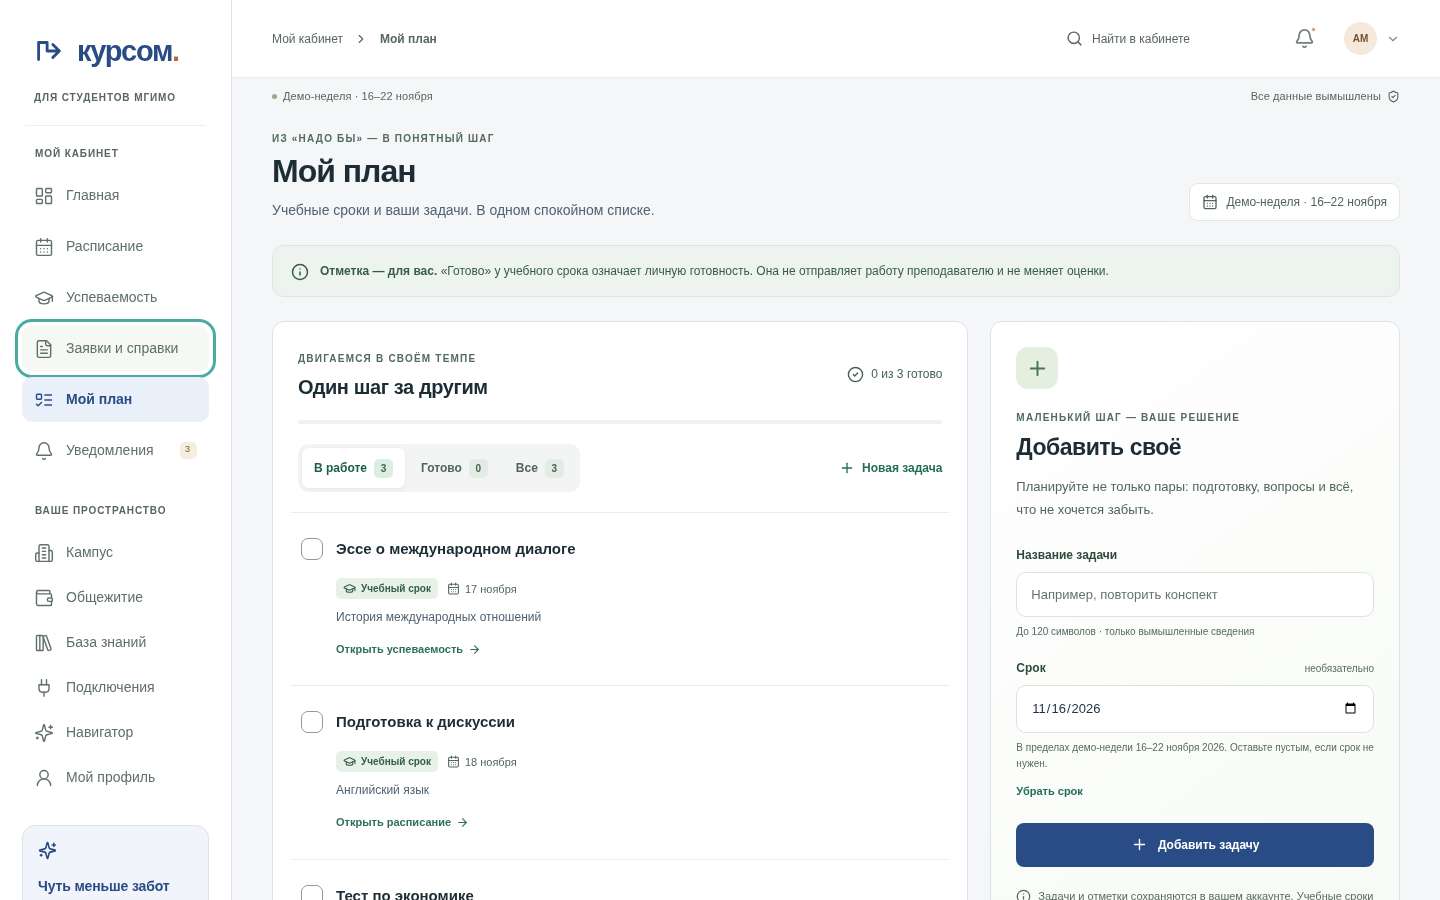 курсом.
ДЛЯ СТУДЕНТОВ МГИМО
МОЙ КАБИНЕТ
Главная
Расписание
Успеваемость
Заявки и справки
Мой план
Уведомления 3
ВАШЕ ПРОСТРАНСТВО
Кампус
Общежитие
База знаний
Подключения
Навигатор
Мой профиль
Чуть меньше забот
Мой кабинет Мой план
Найти в кабинете
АМ
Демо-неделя · 16–22 ноября
Все данные вымышлены
ИЗ «НАДО БЫ» — В ПОНЯТНЫЙ ШАГ
Мой план
Учебные сроки и ваши задачи. В одном спокойном списке.
Демо-неделя · 16–22 ноября
Отметка — для вас. «Готово» у учебного срока означает личную готовность. Она не отправляет работу преподавателю и не меняет оценки.
ДВИГАЕМСЯ В СВОЁМ ТЕМПЕ
Один шаг за другим
0 из 3 готово
В работе 3 Готово 0 Все 3
Новая задача
Эссе о международном диалоге
Учебный срок 17 ноября
История международных отношений
Открыть успеваемость
Подготовка к дискуссии
Учебный срок 18 ноября
Английский язык
Открыть расписание
Тест по экономике
МАЛЕНЬКИЙ ШАГ — ВАШЕ РЕШЕНИЕ
Добавить своё
Планируйте не только пары: подготовку, вопросы и всё,
что не хочется забыть.
Название задачи
Например, повторить конспект
До 120 символов · только вымышленные сведения
Срок необязательно
11/16/2026
В пределах демо-недели 16–22 ноября 2026. Оставьте пустым, если срок не
нужен.
Убрать срок
Добавить задачу
Задачи и отметки сохраняются в вашем аккаунте. Учебные сроки